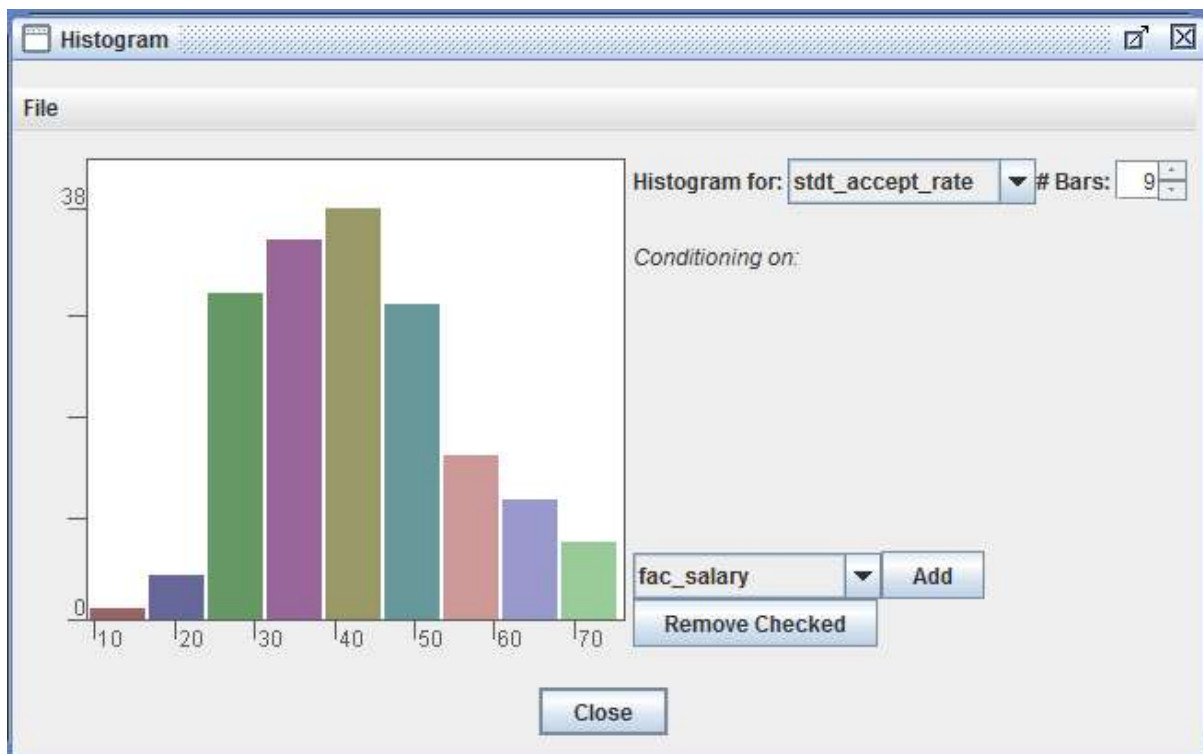 Histogram
File
38
0
10 20 30 40 50 60 70
Histogram for: stdt_accept_rate # Bars: 9
Conditioning on:
fac_salary Add
Remove Checked
Close